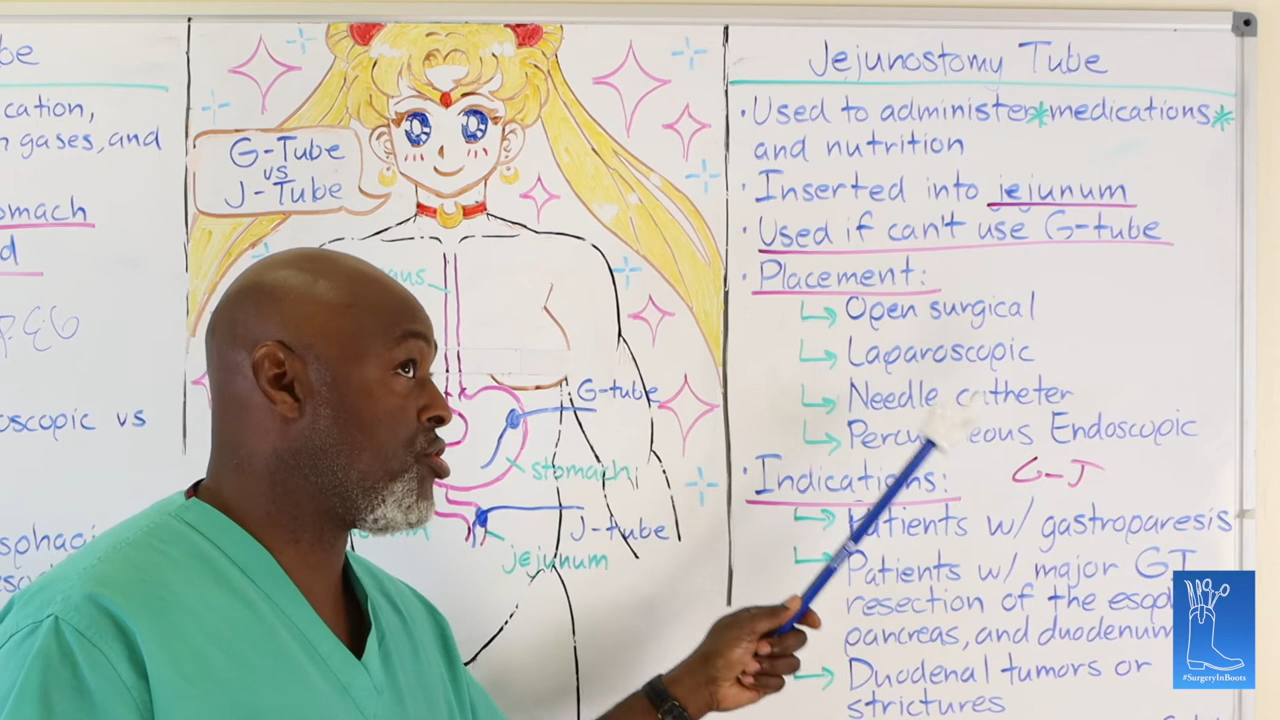 be
cation,
gases, and
omach
d
oscopic vs
G-Tube
vs
J-Tube
G-tube
stomach
J-tube
jejunum
Jejunostomy Tube
• Used to administer *medications*
and nutrition
• Inserted into jejunum
• Used if can't use G-tube
• Placement:
↳ Open surgical
↳ Laparoscopic
↳ Needle catheter
↳ Endoscopic
• Indications:
G-J
↳ Patients w/ gastroparesis
↳ Patients w/ major GI
resection of the esop
pancreas, and duodenum
↳ Duodenal tumors or
strictures
#SurgeryInBoots